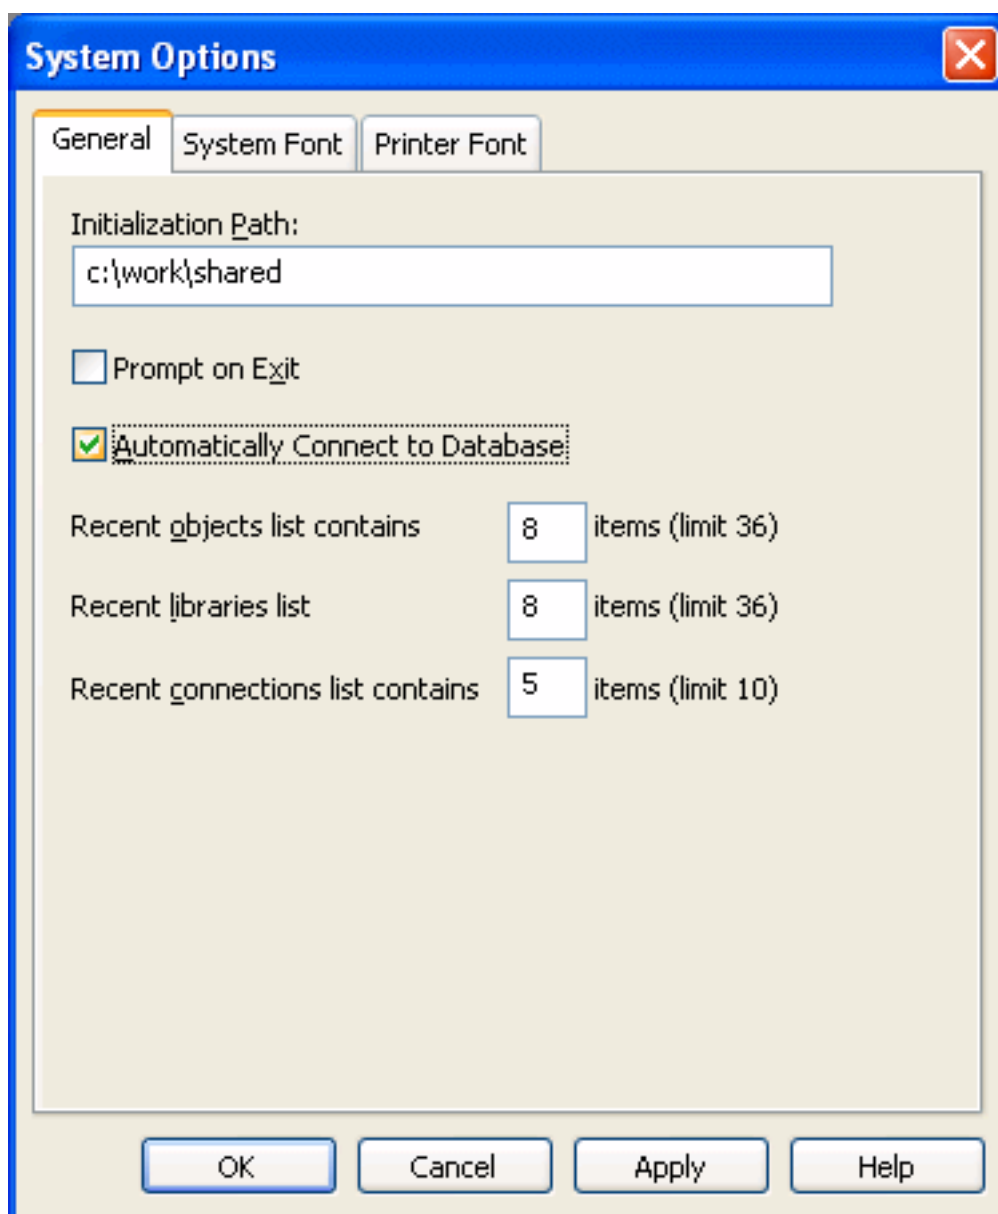 System Options
General System Font Printer Font
Initialization Path:
c:\work\shared
Prompt on Exit
Automatically Connect to Database
Recent objects list contains 8 items (limit 36)
Recent libraries list 8 items (limit 36)
Recent connections list contains 5 items (limit 10)
OK Cancel Apply Help